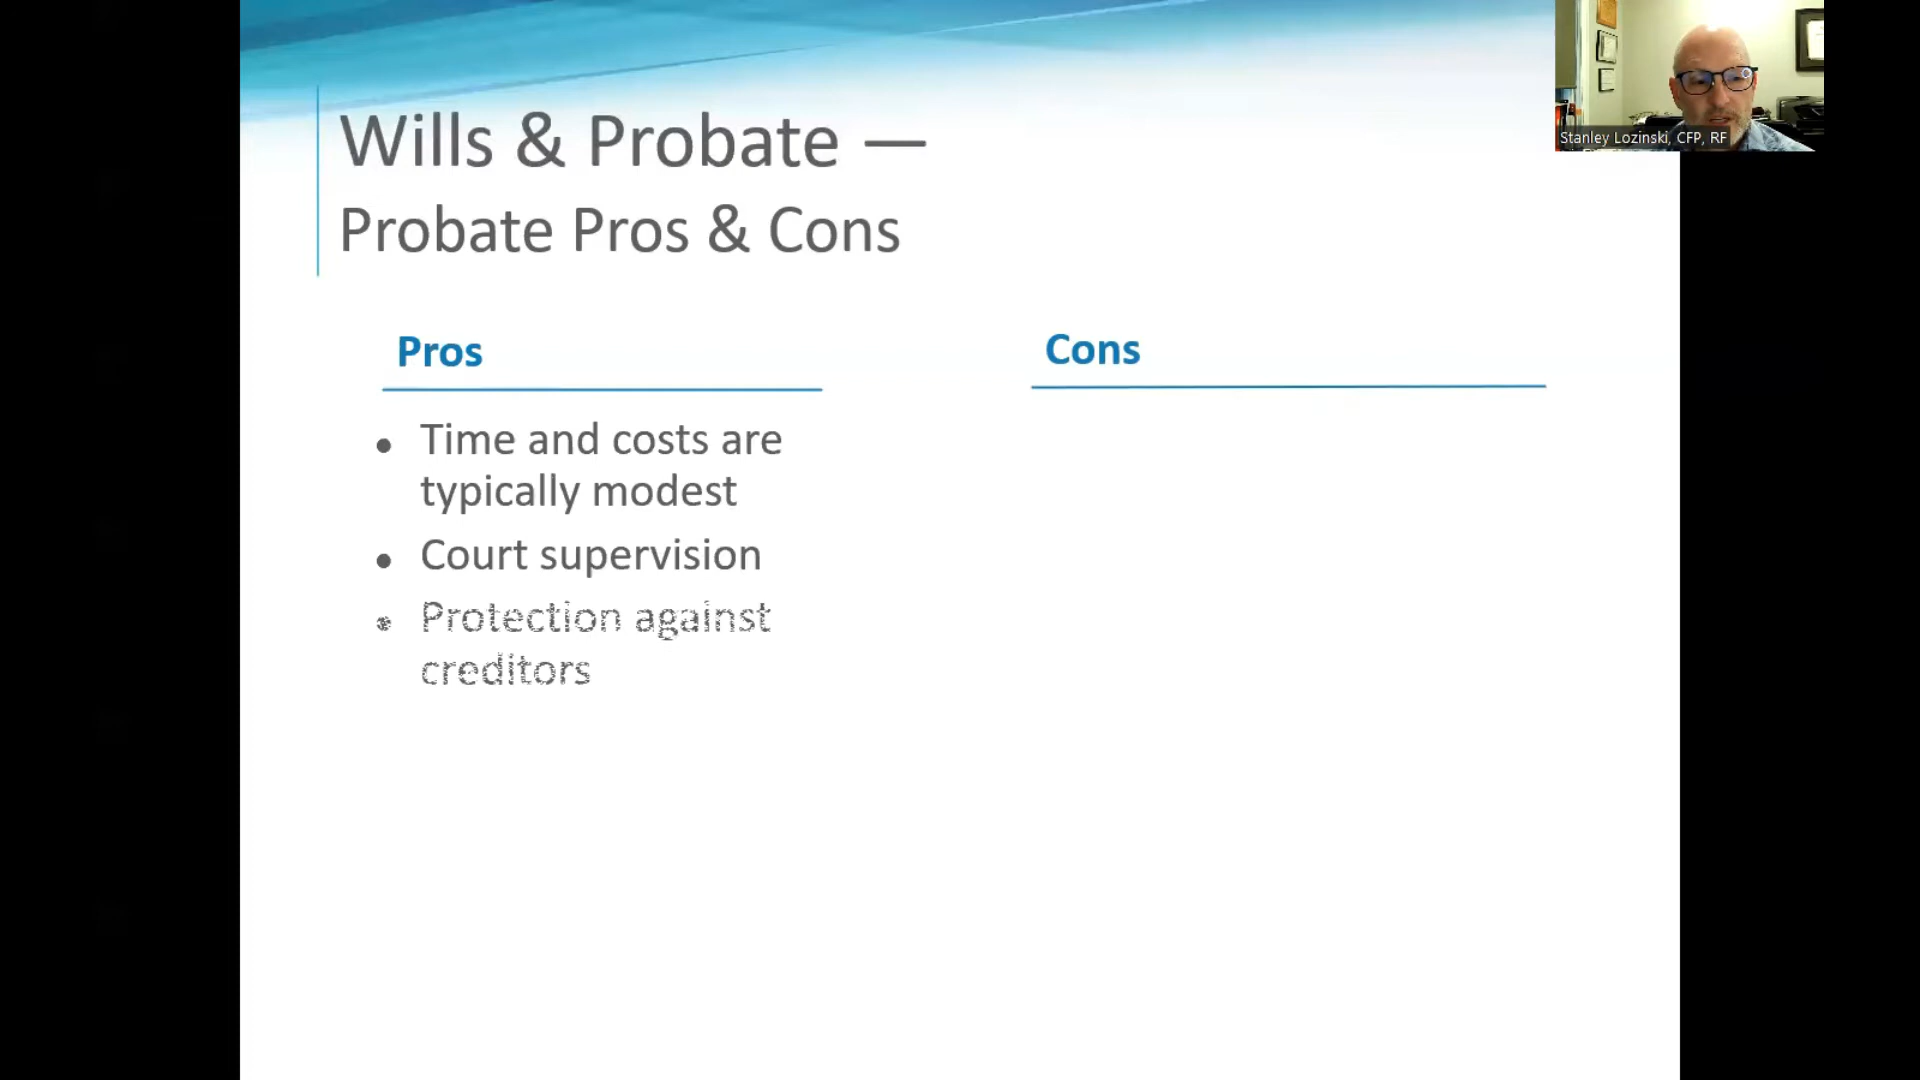 Wills & Probate —
Probate Pros & Cons
Pros
Cons
• Time and costs are
typically modest
• Court supervision
• Protection against
creditors
Stanley Lozinski, CFP, RF